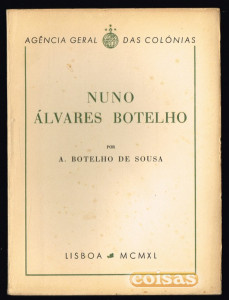 AGÊNCIA GERAL DAS COLÓNIAS
NUNO
ÁLVARES BOTELHO
POR
A. BOTELHO DE SOUSA
LISBOA MCMXL
coisas